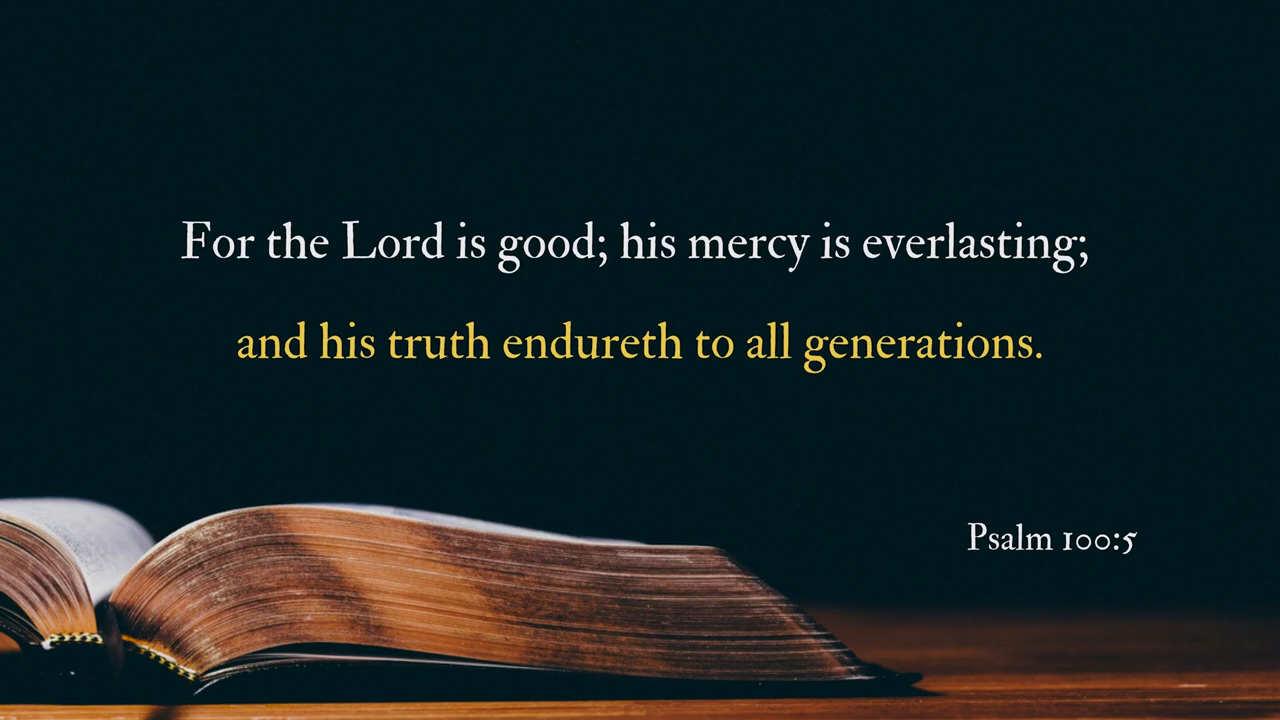 For the Lord is good; his mercy is everlasting;
and his truth endureth to all generations.
Psalm 100:5